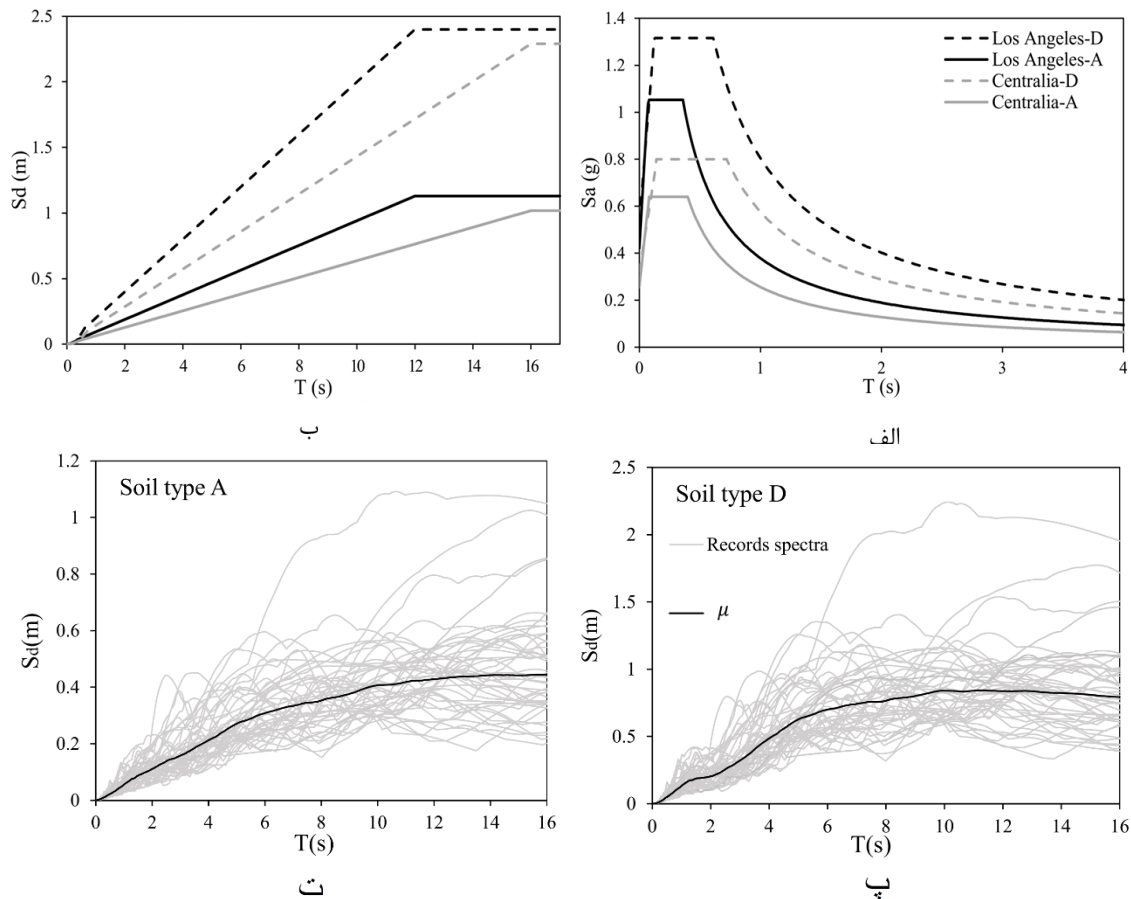 2.5
2
1.5
1
0.5
0
Sd (m)
0 2 4 6 8 10 12 14 16
T (s)
ب
1.4
1.2
1
0.8
0.6
0.4
0.2
0
Sa (g)
Los Angeles-D
Los Angeles-A
Centralia-D
Centralia-A
0 1 2 3 4
T (s)
الف
1.2
1
0.8
0.6
0.4
0.2
0
Sd(m)
Soil type A
0 2 4 6 8 10 12 14 16
T(s)
ت
2.5
2
1.5
1
0.5
0
Sd(m)
Soil type D
Records spectra
μ
0 2 4 6 8 10 12 14 16
T(s)
پ